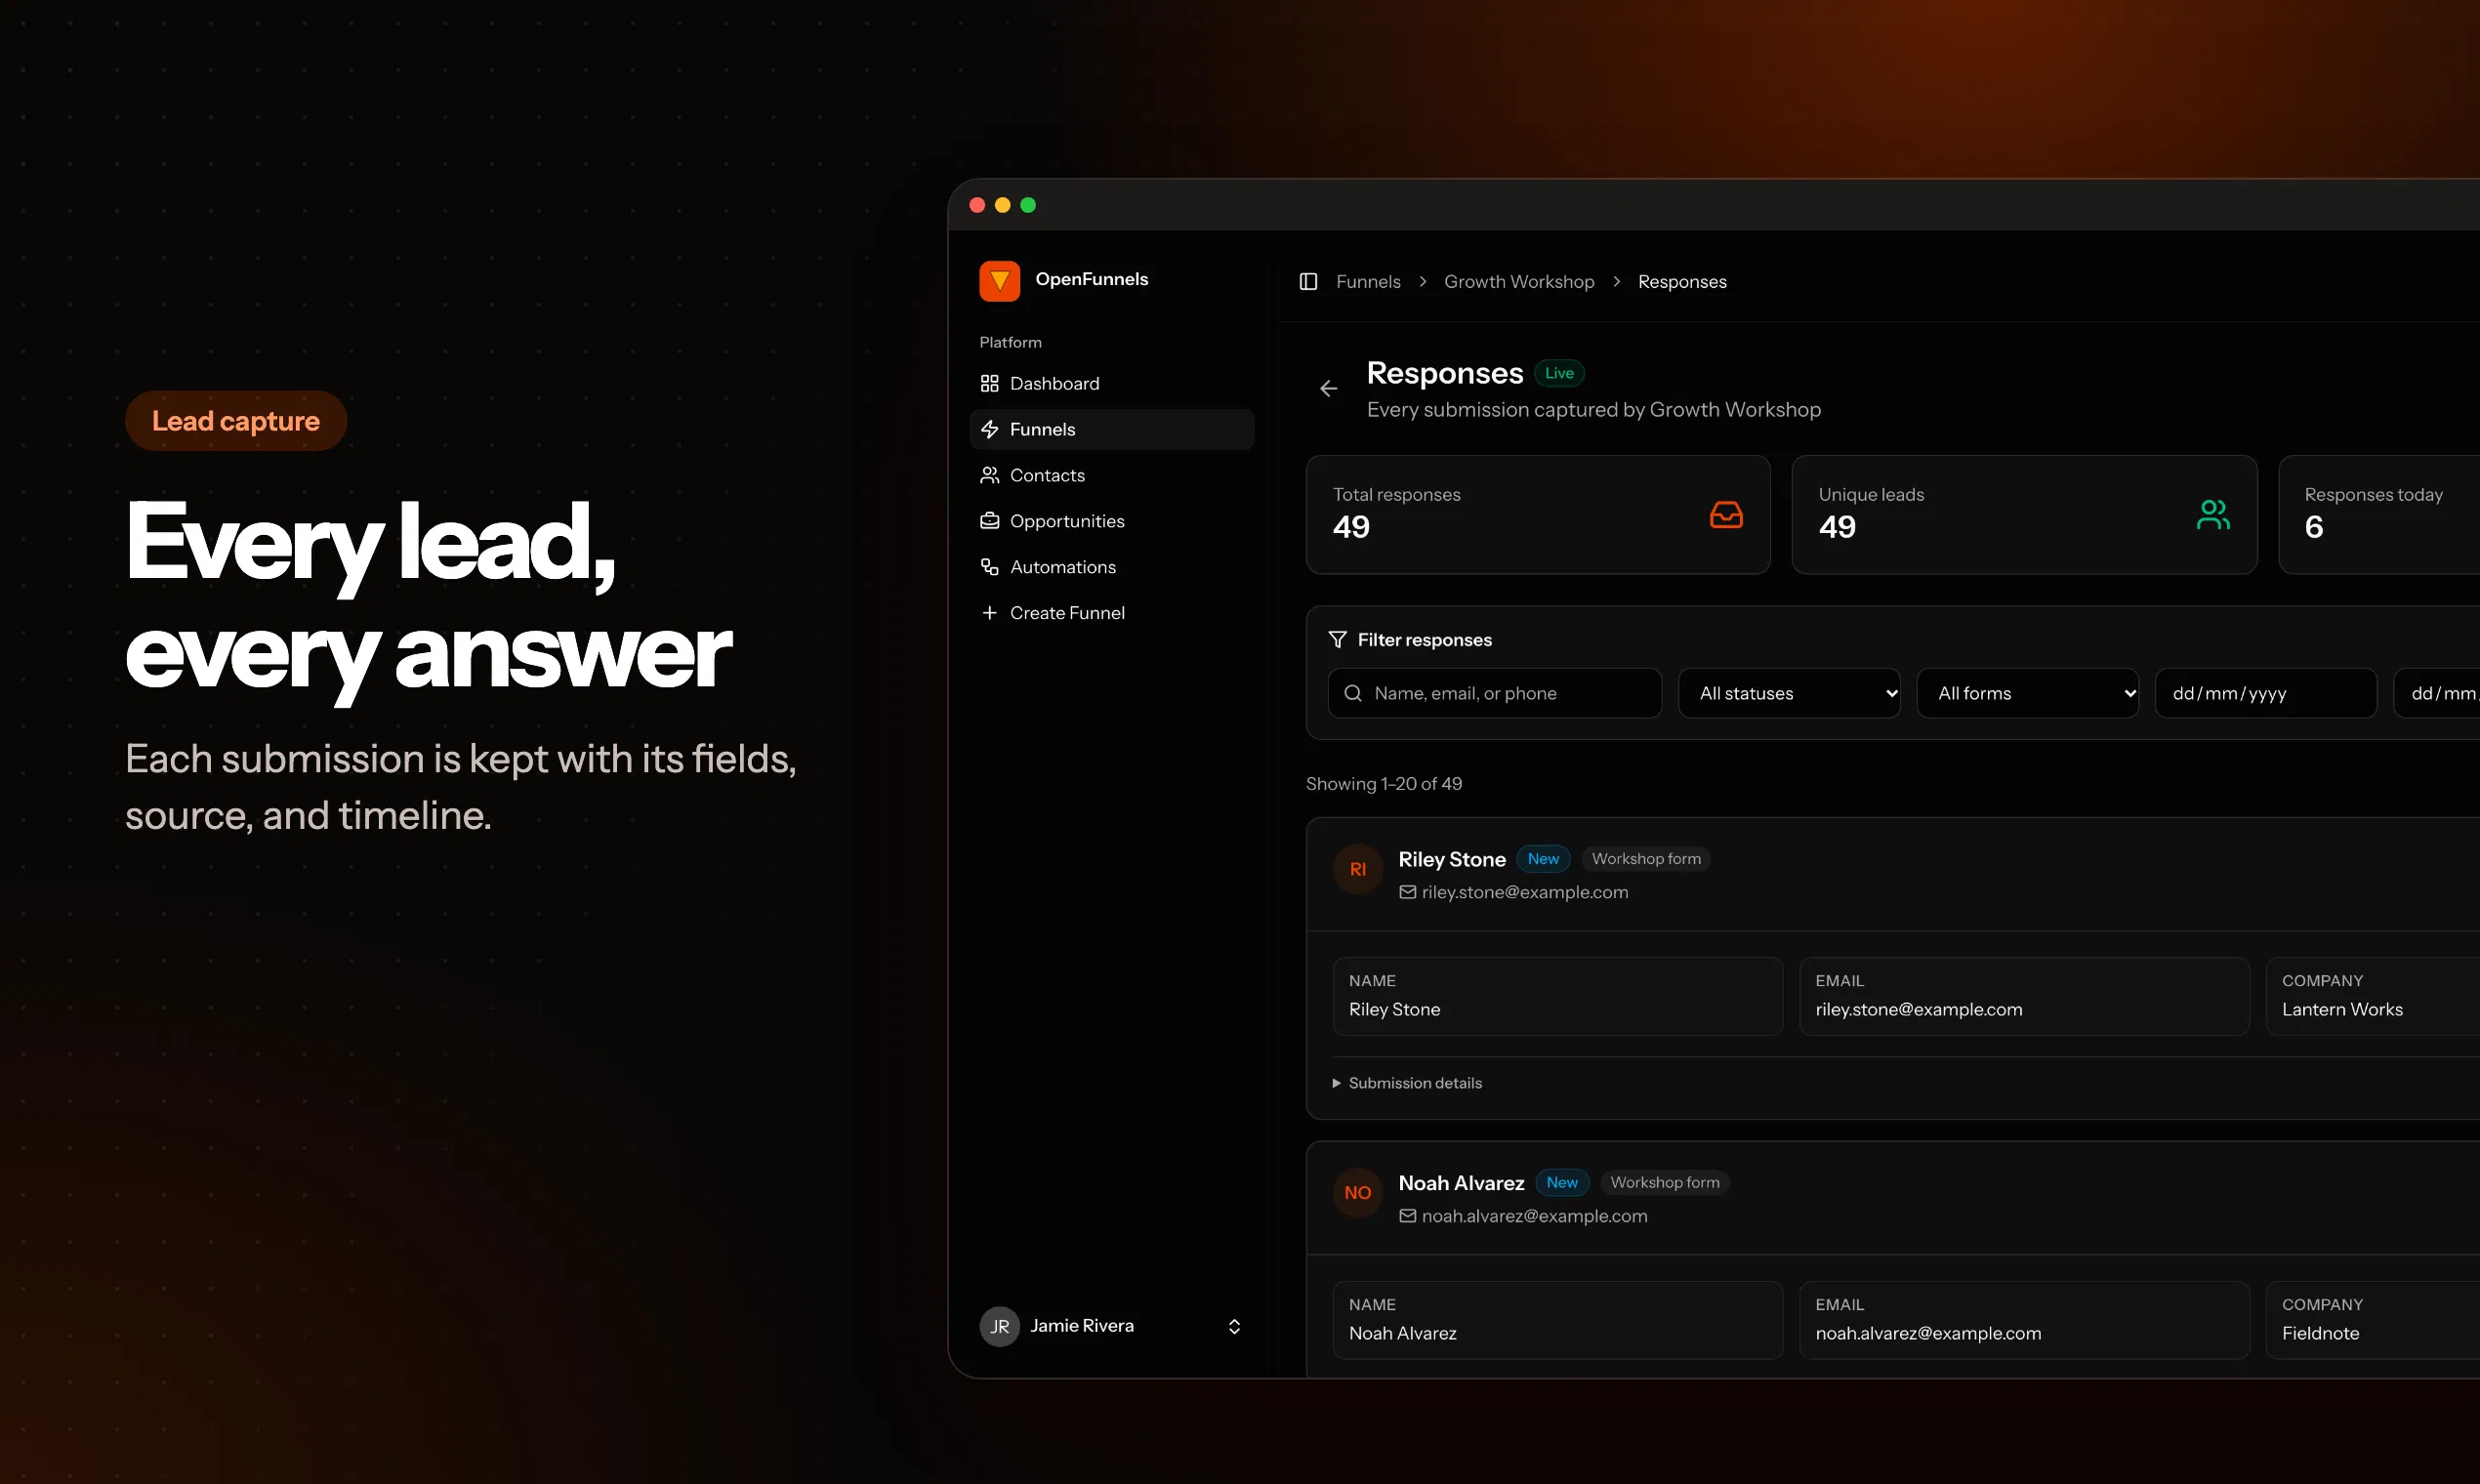 Lead capture
Every lead,
every answer
Each submission is kept with its fields,
source, and timeline.
OpenFunnels
Platform
Dashboard
Funnels
Contacts
Opportunities
Automations
Create Funnel
JR Jamie Rivera
Funnels > Growth Workshop > Responses
Responses Live
Every submission captured by Growth Workshop
Total responses
49
Unique leads
49
Responses today
6
Filter responses
Name, email, or phone
All statuses
All forms
dd/mm/yyyy
dd/mm
Showing 1–20 of 49
RI Riley Stone New Workshop form
riley.stone@example.com
NAME
Riley Stone
EMAIL
riley.stone@example.com
COMPANY
Lantern Works
Submission details
NO Noah Alvarez New Workshop form
noah.alvarez@example.com
NAME
Noah Alvarez
EMAIL
noah.alvarez@example.com
COMPANY
Fieldnote